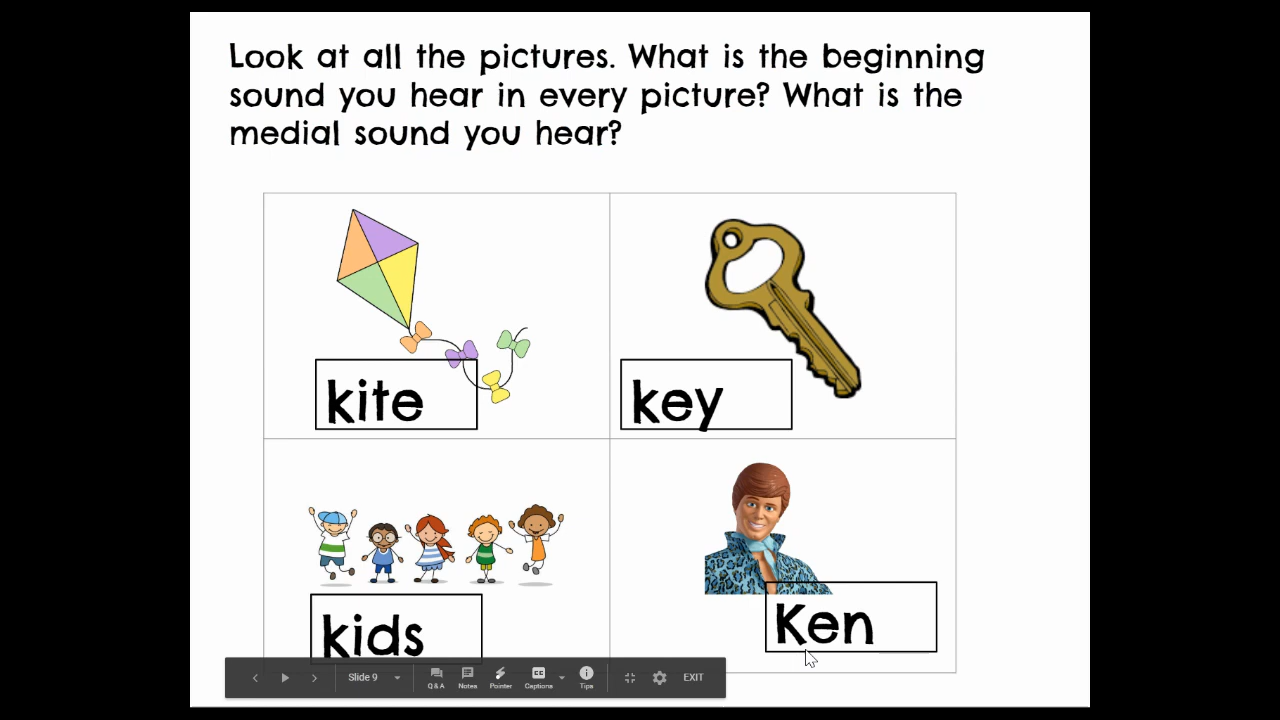 Look at all the pictures. What is the beginning
sound you hear in every picture? What is the
medial sound you hear?
kite
key
kids
Ken
Slide 9
Q & A
Notes
Pointer
CC
Captions
Tips
EXIT